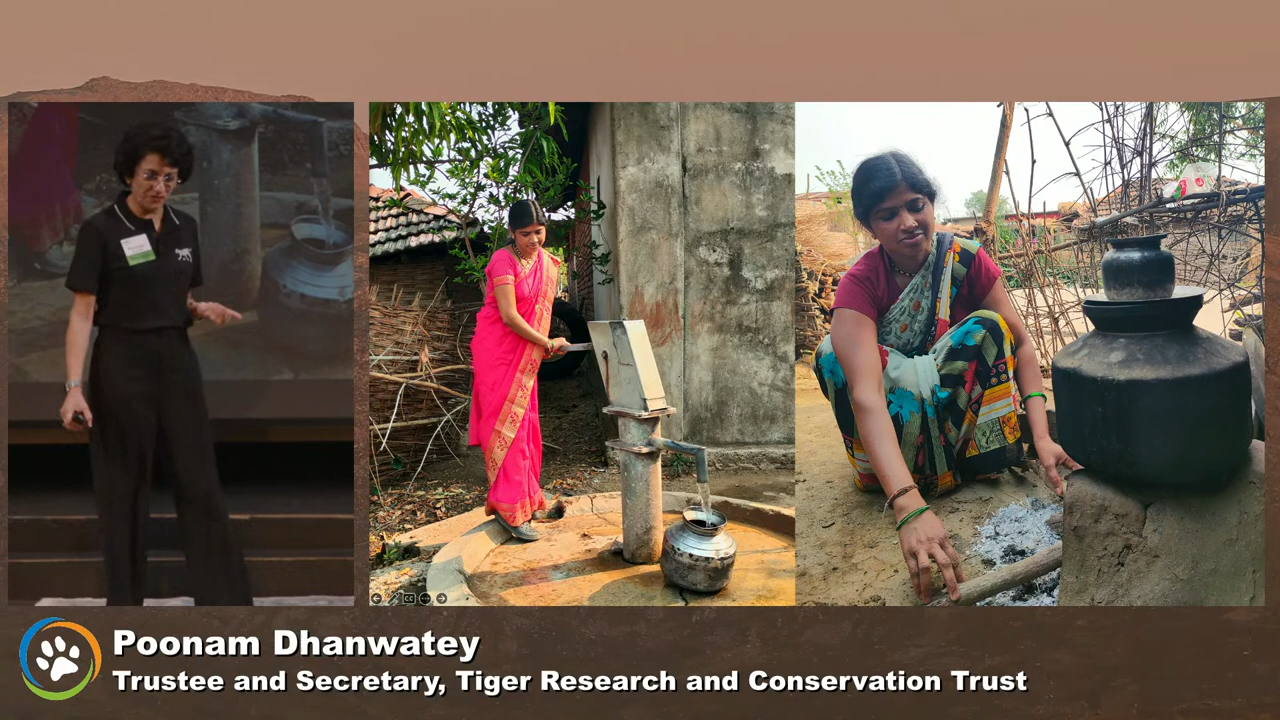 Poonam Dhanwatey
Trustee and Secretary, Tiger Research and Conservation Trust